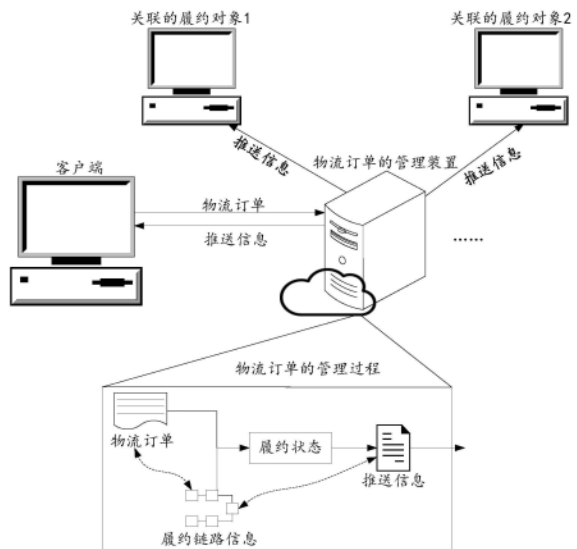 关联的履约对象1
关联的履约对象2
推送信息
物流订单的管理装置
推送信息
客户端
物流订单
推送信息
......
物流订单的管理过程
物流订单
履约状态
推送信息
履约链路信息